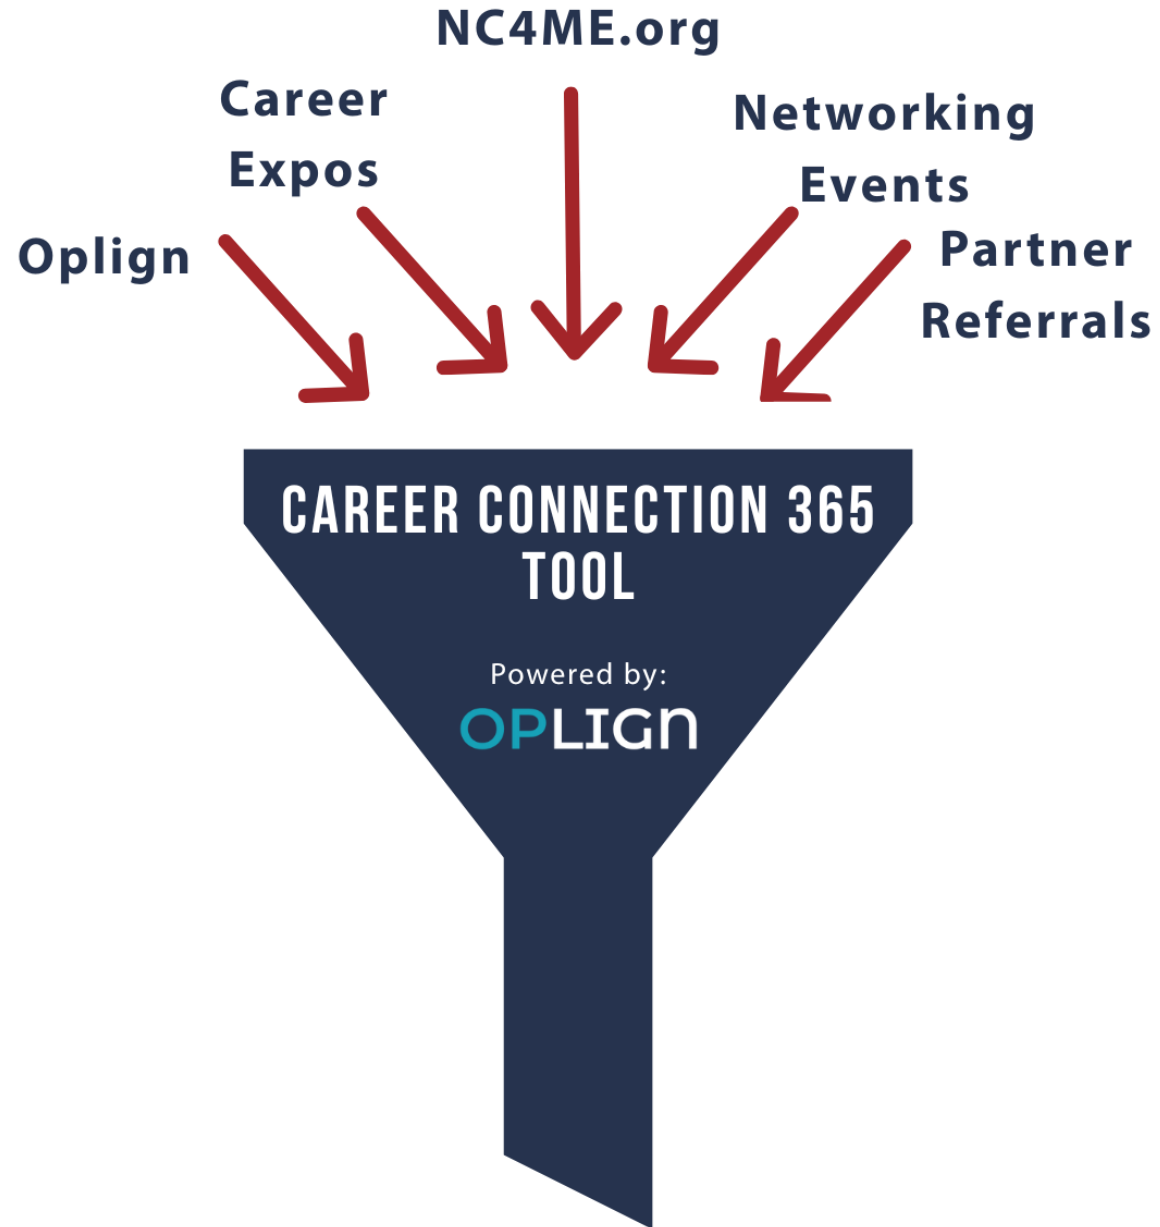 NC4ME.org
Career
Expos
Networking
Events
Oplign
Partner
Referrals
CAREER CONNECTION 365
TOOL
Powered by:
OPLIGN